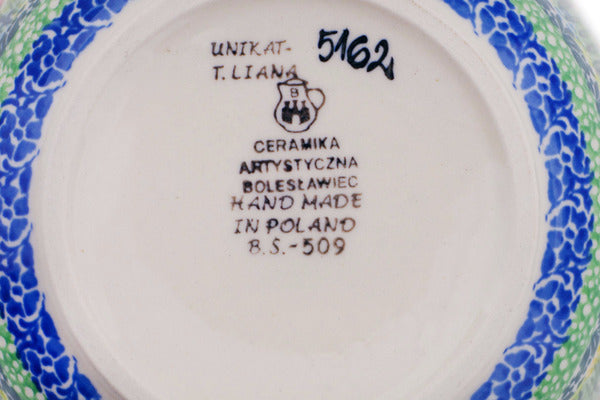 UNIKAT-
T. LIANA
5162
B
CERAMIKA
ARTYSTYCZNA
BOLESŁAWIEC
HAND MADE
IN POLAND
B.S.-509